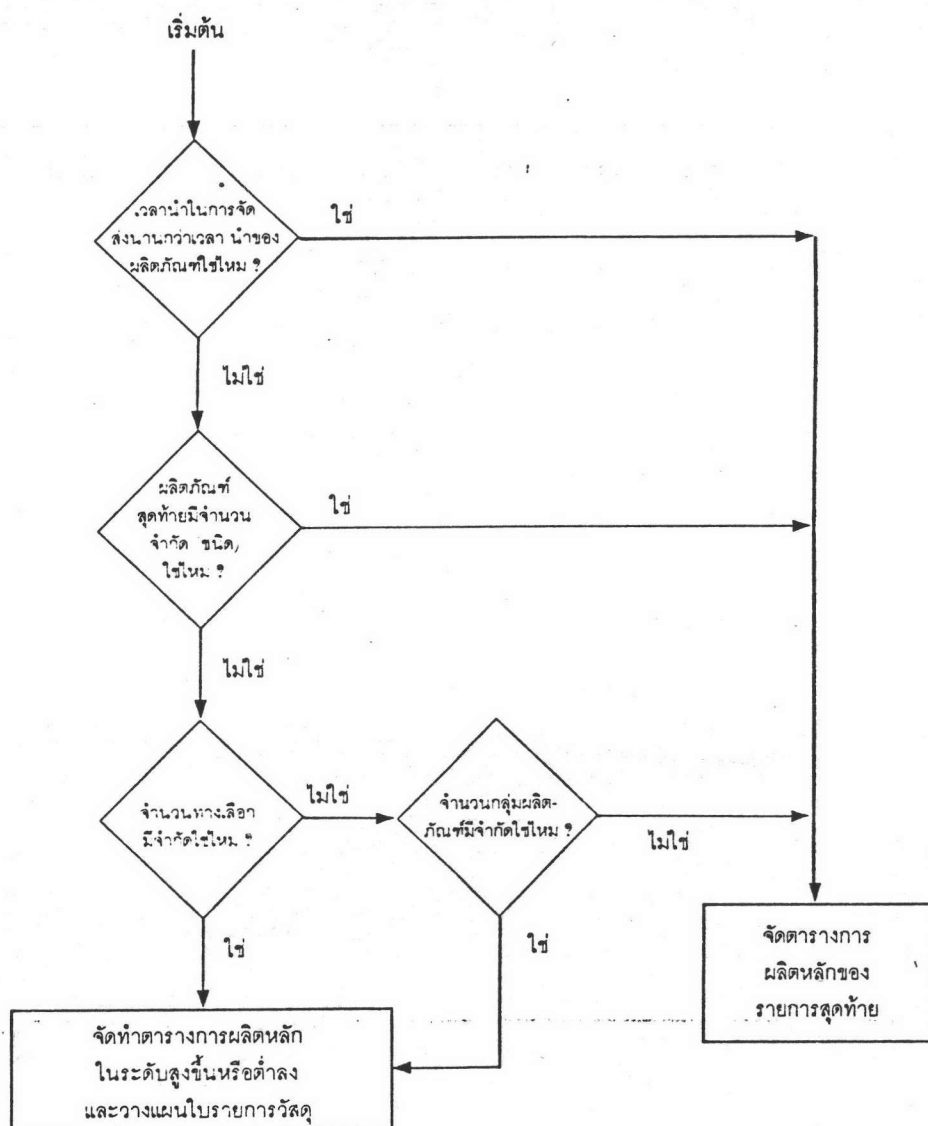 เริ่มต้น
เวลานำในการจัด
ส่งนานกว่าเวลา นำของ
ผลิตภัณฑ์ใช่ไหม ?
ใช่
ไม่ใช่
ผลิตภัณฑ์
สุดท้ายมีจำนวน
จำกัด ชนิด)
ใช่ไหม ?
ใช่
ไม่ใช่
จำนวนทางเลือก
มีจำกัดใช่ไหม ?
ไม่ใช่
จำนวนกลุ่มผลิต-
ภัณฑ์มีจำกัดใช่ไหม ?
ไม่ใช่
ใช่
ใช่
จัดตารางการ
ผลิตหลักของ
รายการสุดท้าย
จัดทำตารางการผลิตหลัก
ในระดับสูงขึ้นหรือต่ำลง
และวางแผนใบรายการวัสดุ